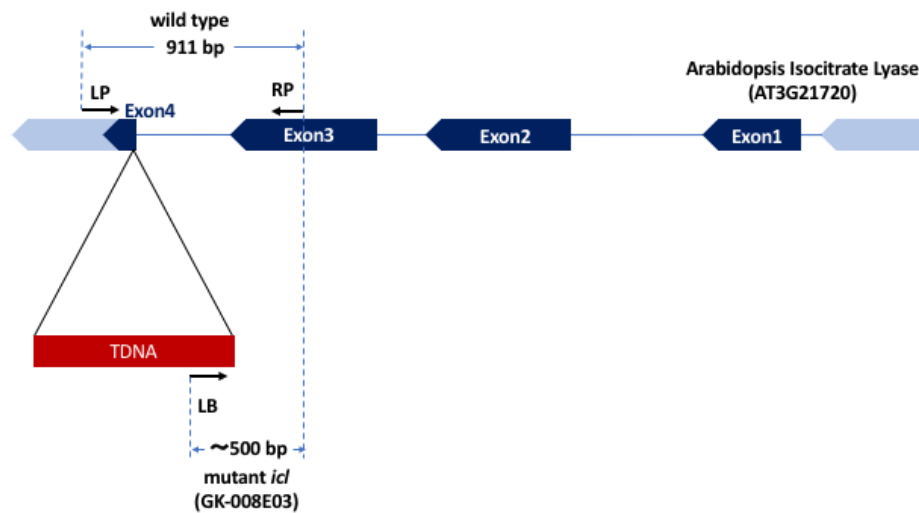 wild type
911 bp
LP
RP
Arabidopsis Isocitrate Lyase
(AT3G21720)
Exon4
Exon3
Exon2
Exon1
TDNA
LB
~500 bp
mutant icl
(GK-008E03)